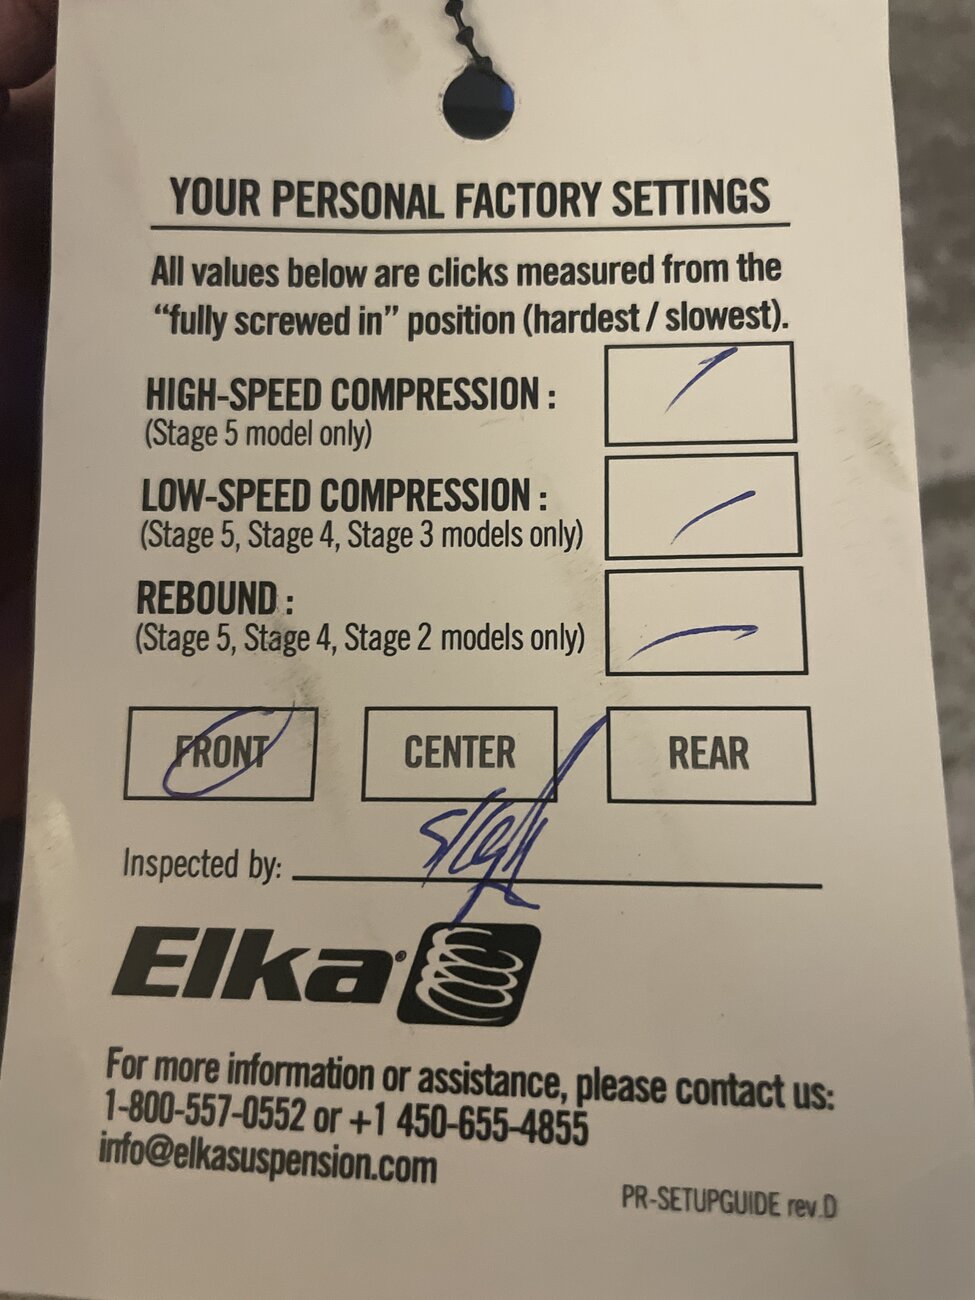 YOUR PERSONAL FACTORY SETTINGS
All values below are clicks measured from the
“fully screwed in” position (hardest / slowest).
HIGH-SPEED COMPRESSION :
(Stage 5 model only)
LOW-SPEED COMPRESSION :
(Stage 5, Stage 4, Stage 3 models only)
REBOUND :
(Stage 5, Stage 4, Stage 2 models only)
FRONT CENTER REAR
Inspected by:
Elka®
For more information or assistance, please contact us:
1-800-557-0552 or +1 450-655-4855
info@elkasuspension.com
PR-SETUPGUIDE rev.D